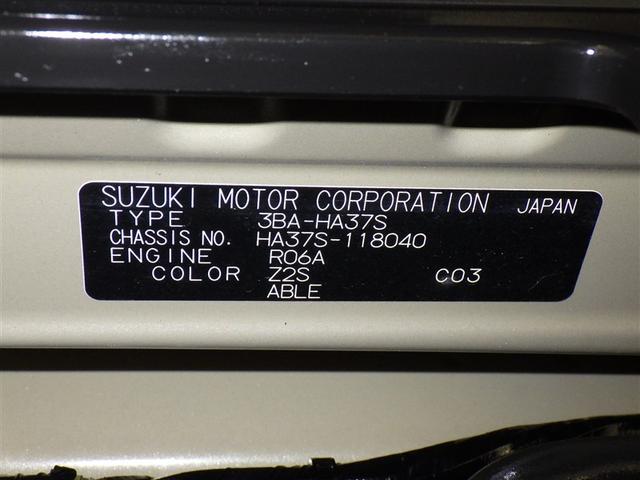 SUZUKI MOTOR CORPORATION JAPAN
TYPE 3BA-HA37S
CHASSIS NO. HA37S-118040
ENGINE R06A
COLOR Z2S C03
ABLE